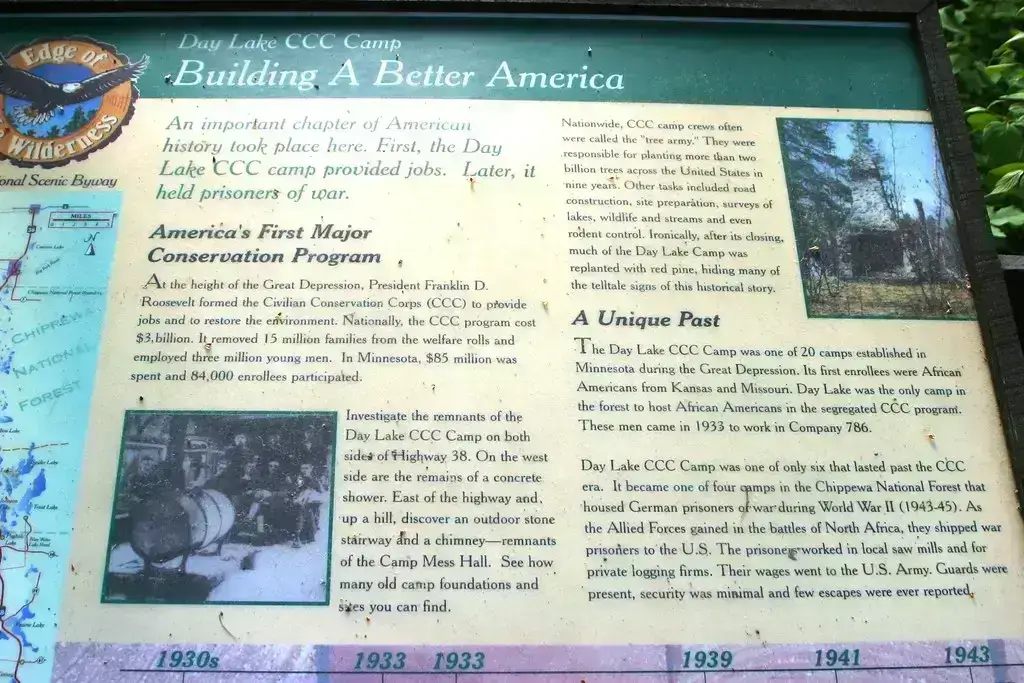 Edge of
Wilderness
onal Scenic Byway
MILES
N
CHIPPEWA
NATIONAL
FOREST
Day Lake CCC Camp
Building A Better America
An important chapter of American
history took place here. First, the Day
Lake CCC camp provided jobs. Later, it
held prisoners of war.
America's First Major
Conservation Program
At the height of the Great Depression, President Franklin D.
Roosevelt formed the Civilian Conservation Corps (CCC) to provide
jobs and to restore the environment. Nationally, the CCC program cost
$3 billion. It removed 15 million families from the welfare rolls and
employed three million young men. In Minnesota, $85 million was
spent and 84,000 enrollees participated.
Investigate the remnants of the
Day Lake CCC Camp on both
sides of Highway 38. On the west
side are the remains of a concrete
shower. East of the highway and,
up a hill, discover an outdoor stone
stairway and a chimney—remnants
of the Camp Mess Hall. See how
many old camp foundations and
sites you can find.
Nationwide, CCC camp crews often
were called the "tree army." They were
responsible for planting more than two
billion trees across the United States in
nine years. Other tasks included road
construction, site preparation, surveys of
lakes, wildlife and streams and even
rodent control. Ironically, after its closing,
much of the Day Lake Camp was
replanted with red pine, hiding many of
the telltale signs of this historical story.
A Unique Past
The Day Lake CCC Camp was one of 20 camps established in
Minnesota during the Great Depression. Its first enrollees were African
Americans from Kansas and Missouri. Day Lake was the only camp in
the forest to host African Americans in the segregated CCC program.
These men came in 1933 to work in Company 786.
Day Lake CCC Camp was one of only six that lasted past the CCC
era. It became one of four camps in the Chippewa National Forest that
housed German prisoners of war during World War II (1943-45). As
the Allied Forces gained in the battles of North Africa, they shipped war
prisoners to the U.S. The prisoners worked in local saw mills and for
private logging firms. Their wages went to the U.S. Army. Guards were
present, security was minimal and few escapes were ever reported.
1930s 1933 1933 1939 1941 1943